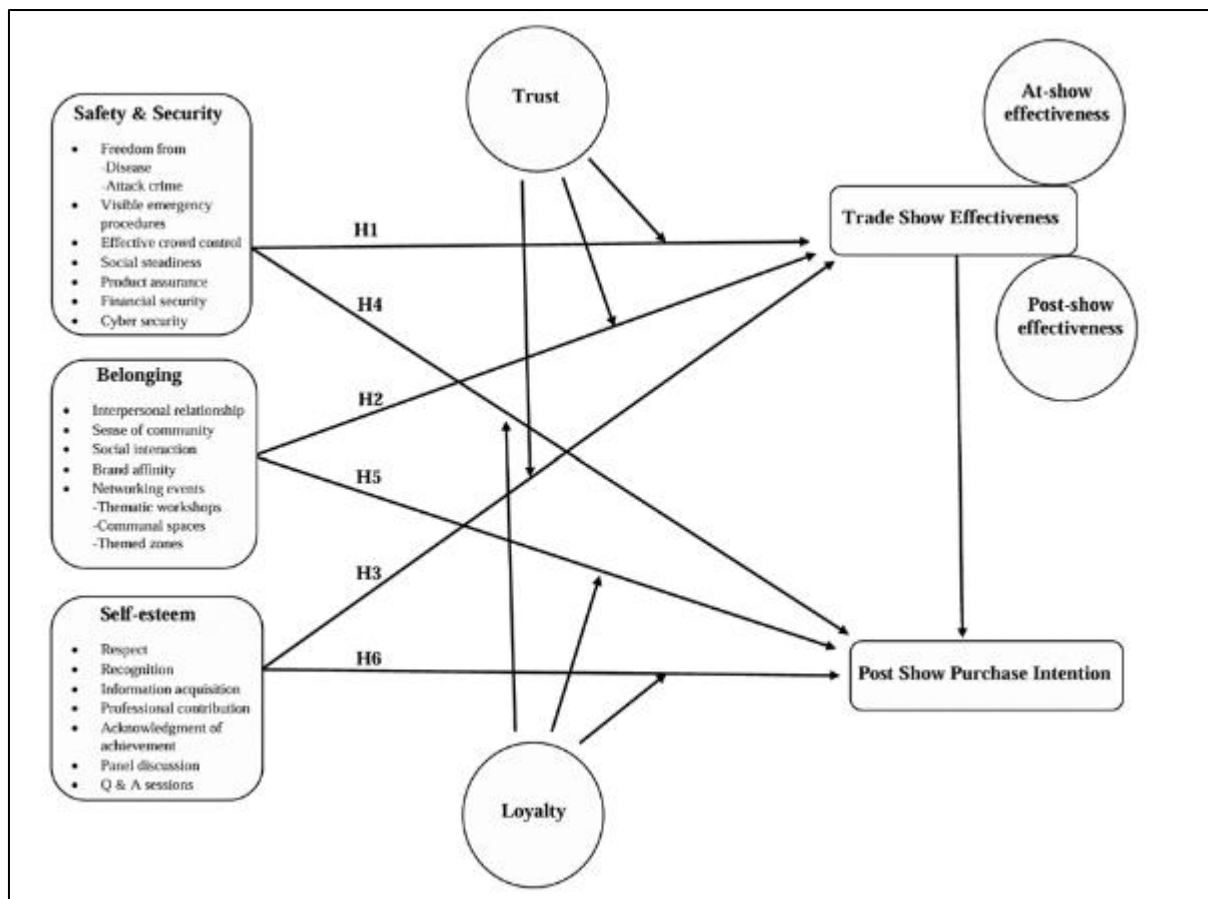 Trust
At-show
effectiveness
Safety & Security
Freedom from
-Disease
-Attack crime
Visible emergency
procedures
Effective crowd control
Social steadiness
Product assurance
Financial security
Cyber security
H1
Trade Show Effectiveness
H4
Post-show
effectiveness
Belonging
Interpersonal relationship
Sense of community
Social interaction
Brand affinity
Networking events
-Thematic workshops
-Communal spaces
-Themed zones
H2
H5
H3
Self-esteem
Respect
Recognition
Information acquisition
Professional contribution
Acknowledgment of
achievement
Panel discussion
Q & A sessions
H6
Post Show Purchase Intention
Loyalty